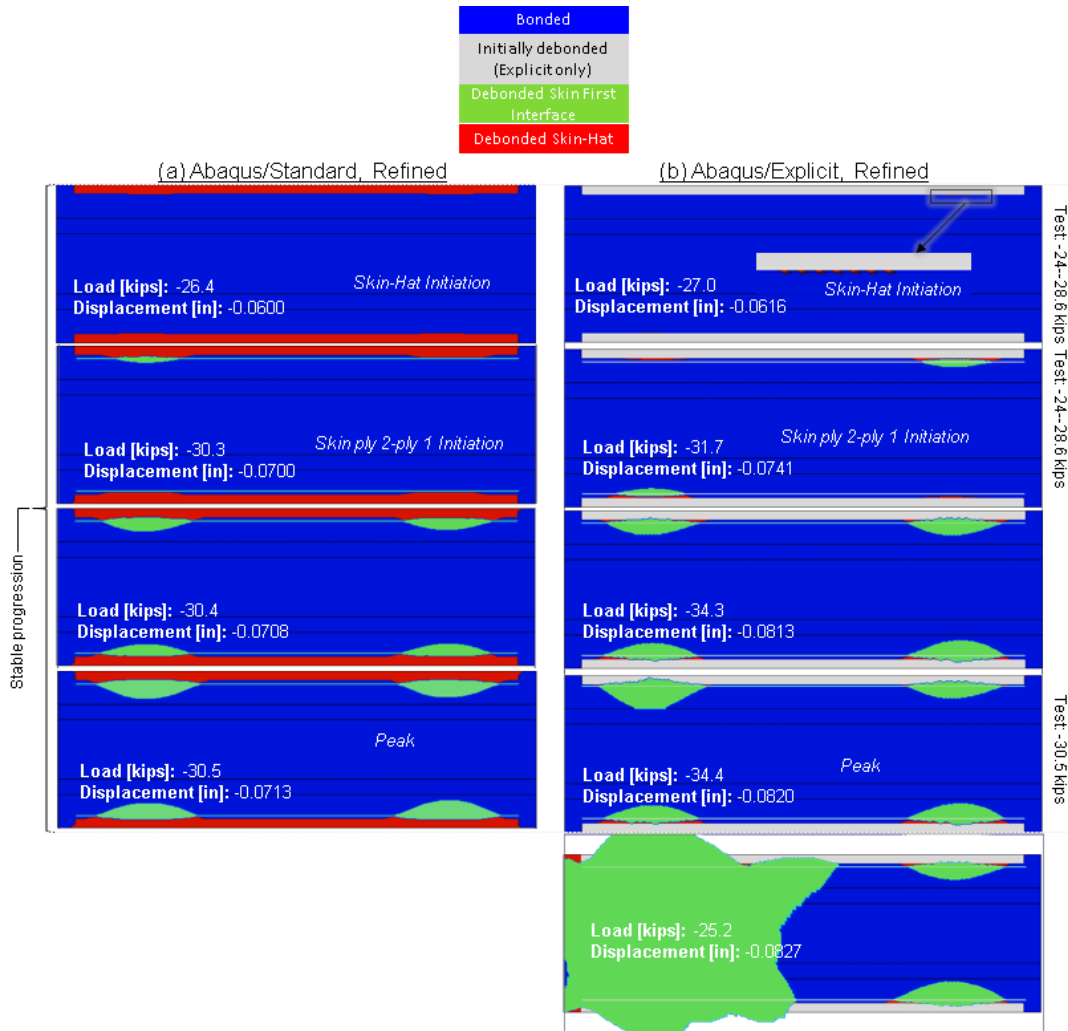 Bonded
Initially debonded
(Explicit only)
Debonded Skin First
Interface
Debonded Skin-Hat
(a) Abaqus/Standard, Refined
(b) Abaqus/Explicit, Refined
Load [kips]: -26.4
Skin-Hat Initiation
Displacement [in]: -0.0600
Load [kips]: -27.0
Skin-Hat Initiation
Displacement [in]: -0.0616
Test: -24--28.6 kips
Load [kips]: -30.3
Skin ply 2-ply 1 Initiation
Displacement [in]: -0.0700
Skin ply 2-ply 1 Initiation
Load [kips]: -31.7
Displacement [in]: -0.0741
Test: -24--28.6 kips
Stable progression
Load [kips]: -30.4
Displacement [in]: -0.0708
Load [kips]: -34.3
Displacement [in]: -0.0813
Peak
Load [kips]: -30.5
Displacement [in]: -0.0713
Peak
Load [kips]: -34.4
Displacement [in]: -0.0820
Test: -30.5 kips
Load [kips]: -25.2
Displacement [in]: -0.0827